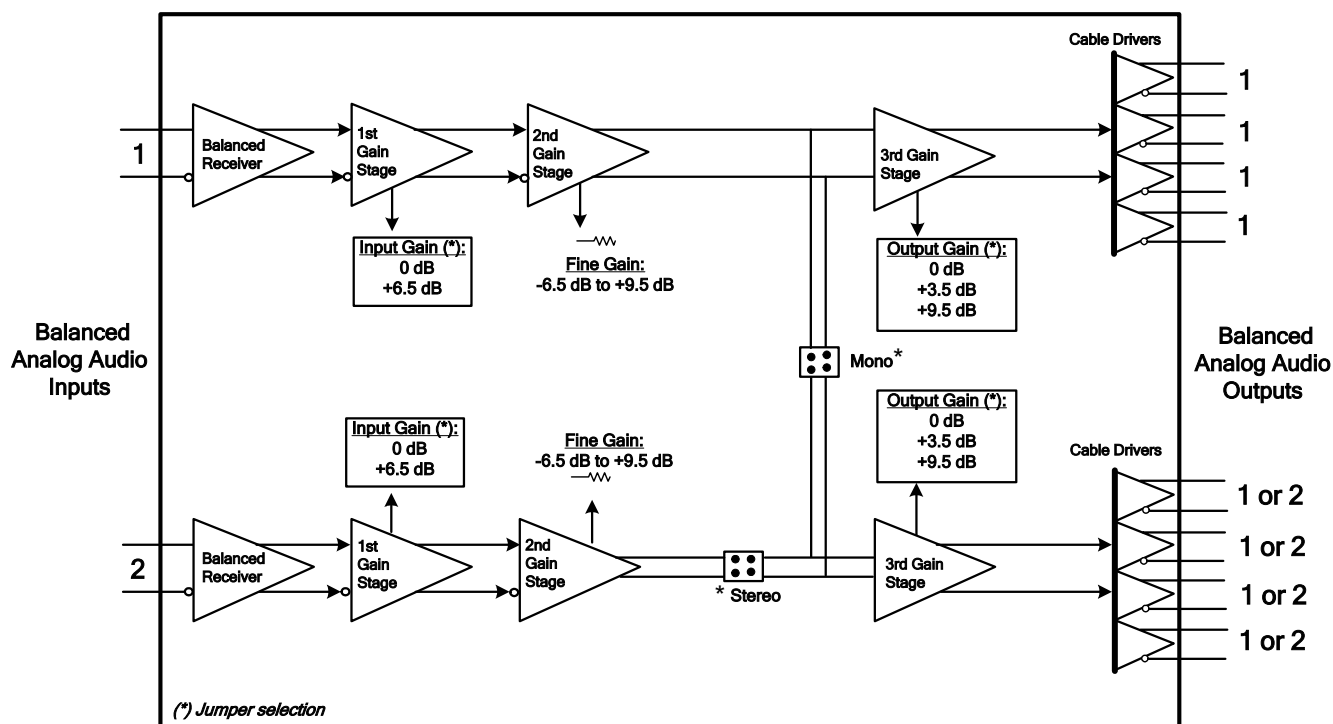 Cable Drivers
1
1
1
1
1
Balanced
Receiver
1st
Gain
Stage
2nd
Gain
Stage
3rd Gain
Stage
Input Gain (*):
0 dB
+6.5 dB
Fine Gain:
-6.5 dB to +9.5 dB
Output Gain (*):
0 dB
+3.5 dB
+9.5 dB
Balanced
Analog Audio
Inputs
Mono*
Balanced
Analog Audio
Outputs
Input Gain (*):
0 dB
+6.5 dB
Fine Gain:
-6.5 dB to +9.5 dB
Output Gain (*):
0 dB
+3.5 dB
+9.5 dB
Cable Drivers
2
Balanced
Receiver
1st
Gain
Stage
2nd
Gain
Stage
* Stereo
3rd Gain
Stage
1 or 2
1 or 2
1 or 2
1 or 2
(*) Jumper selection